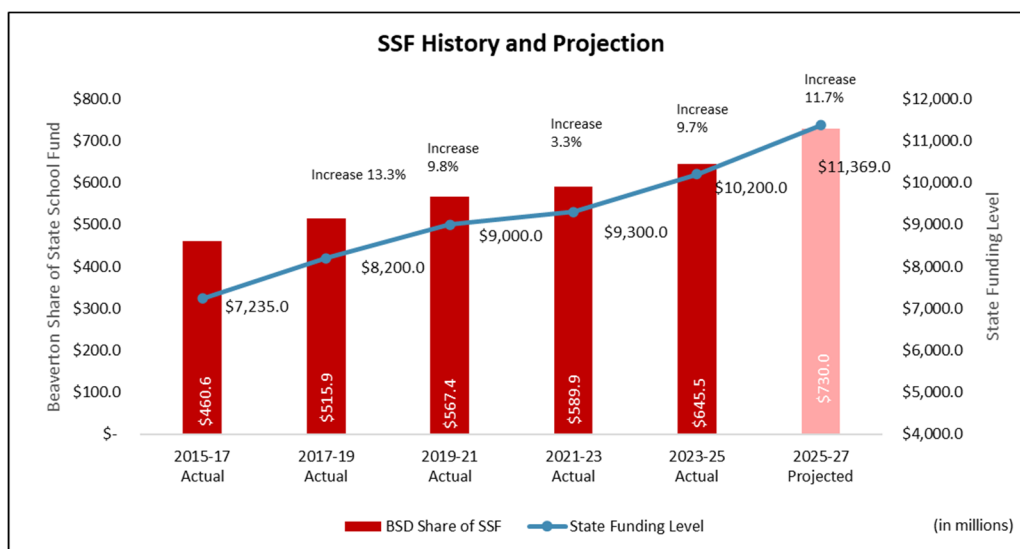 SSF History and Projection
Beaverton Share of State School Fund
$800.0
$700.0
$600.0
$500.0
$400.0
$300.0
$200.0
$100.0
$-
Increase 13.3%
Increase
9.8%
Increase
3.3%
Increase
9.7%
Increase
11.7%
$7,235.0
$8,200.0
$9,000.0
$9,300.0
$10,200.0
$11,369.0
$460.6
$515.9
$567.4
$589.9
$645.5
$730.0
$12,000.0
$11,000.0
$10,000.0
$9,000.0
$8,000.0
$7,000.0
$6,000.0
$5,000.0
$4,000.0
State Funding Level
2015-17
Actual
2017-19
Actual
2019-21
Actual
2021-23
Actual
2023-25
Actual
2025-27
Projected
BSD Share of SSF
State Funding Level
(in millions)